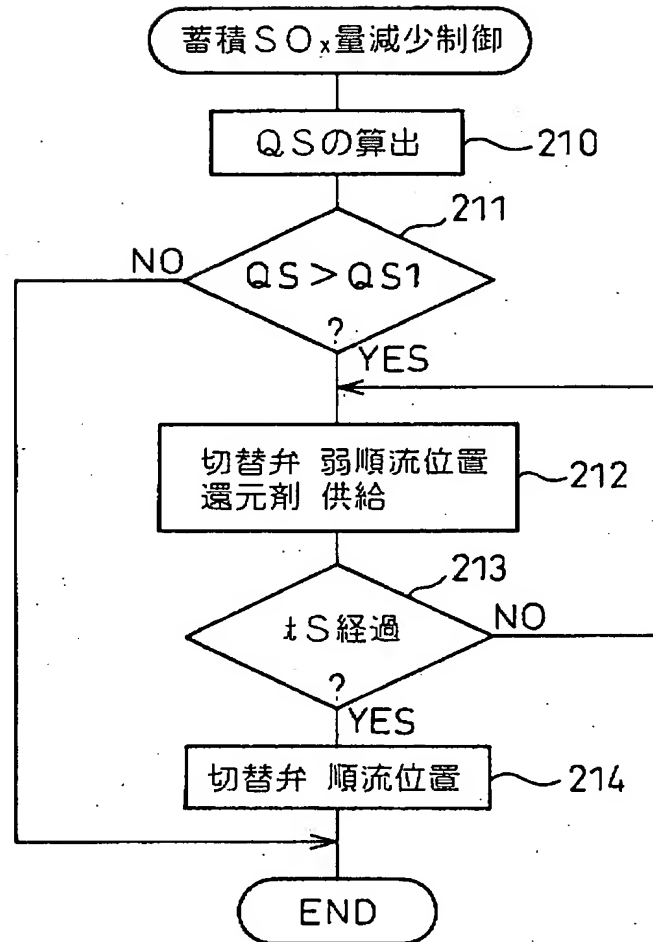 蓄積SOx量減少制御
QSの算出
210
211
NO
QS>QS1
?
YES
切替弁 弱順流位置
還元剤 供給
212
213
tS経過
NO
?
YES
切替弁 順流位置
214
END